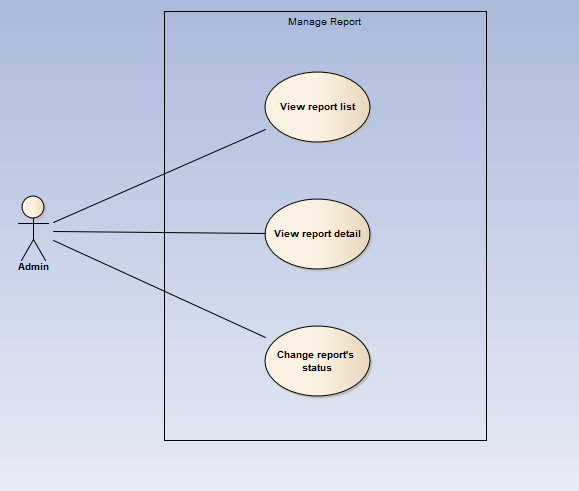 Manage Report
View report list
View report detail
Admin
Change report's
status